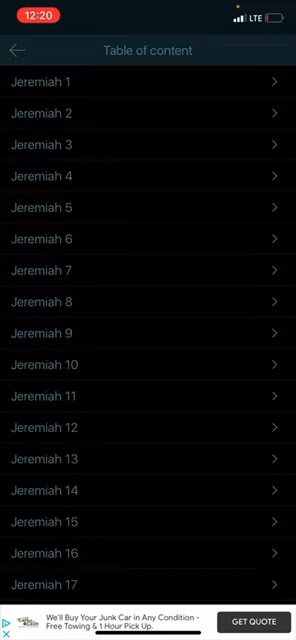 12:20
LTE
Table of content
Jeremiah 1
Jeremiah 2
Jeremiah 3
Jeremiah 4
Jeremiah 5
Jeremiah 6
Jeremiah 7
Jeremiah 8
Jeremiah 9
Jeremiah 10
Jeremiah 11
Jeremiah 12
Jeremiah 13
Jeremiah 14
Jeremiah 15
Jeremiah 16
Jeremiah 17
We'll Buy Your Junk Car in Any Condition -
Free Towing & 1 Hour Pick Up.
GET QUOTE